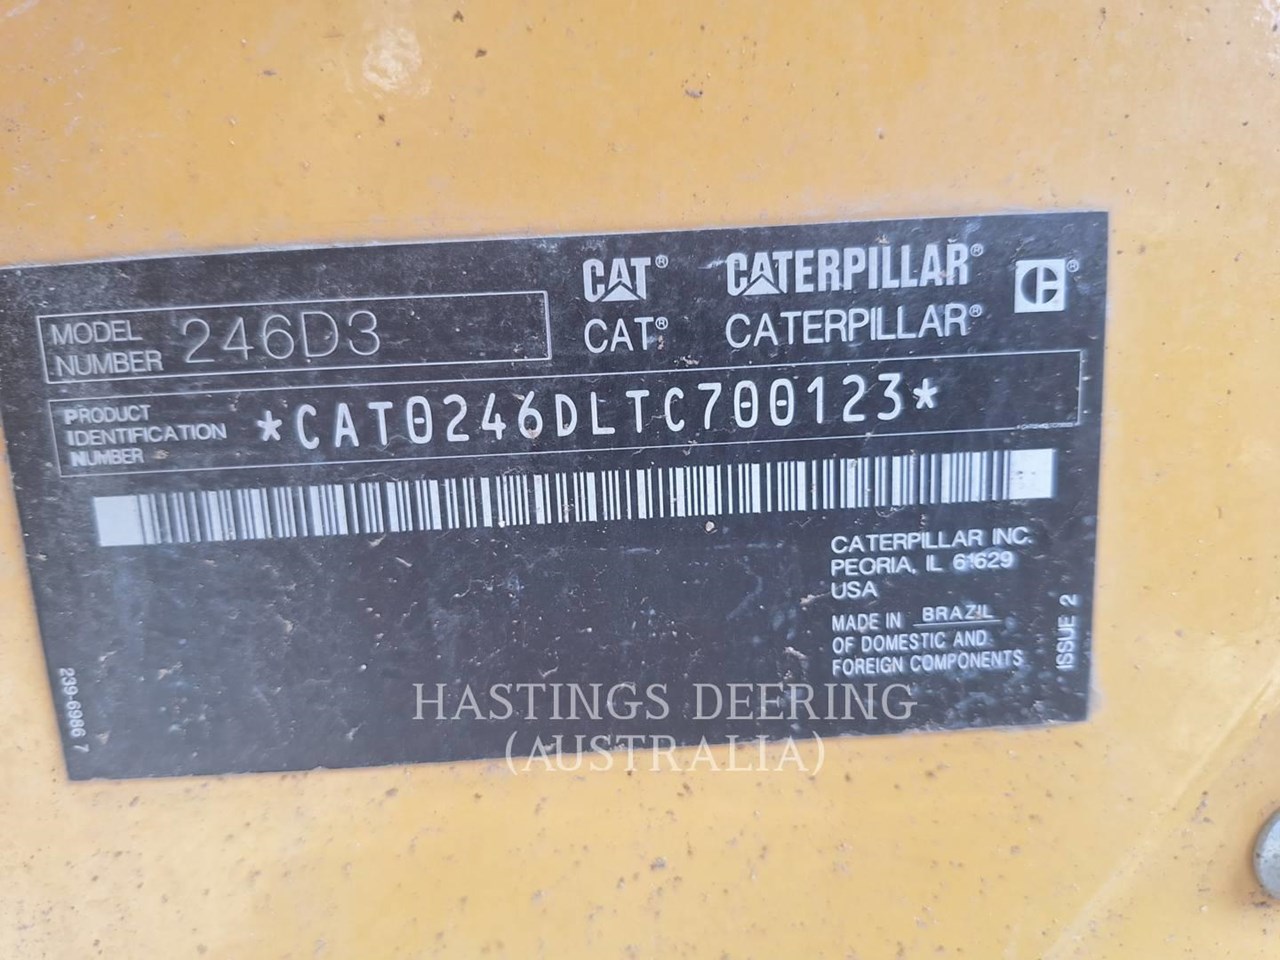 CAT® CATERPILLAR®
CAT® CATERPILLAR®
MODEL
NUMBER 246D3
PRODUCT
IDENTIFICATION
NUMBER
*CAT0246DLTC700123*
CATERPILLAR INC.
PEORIA, IL 61629
USA
MADE IN BRAZIL
OF DOMESTIC AND
FOREIGN COMPONENTS
ISSUE 2
239-6986 7
HASTINGS DEERING
(AUSTRALIA)